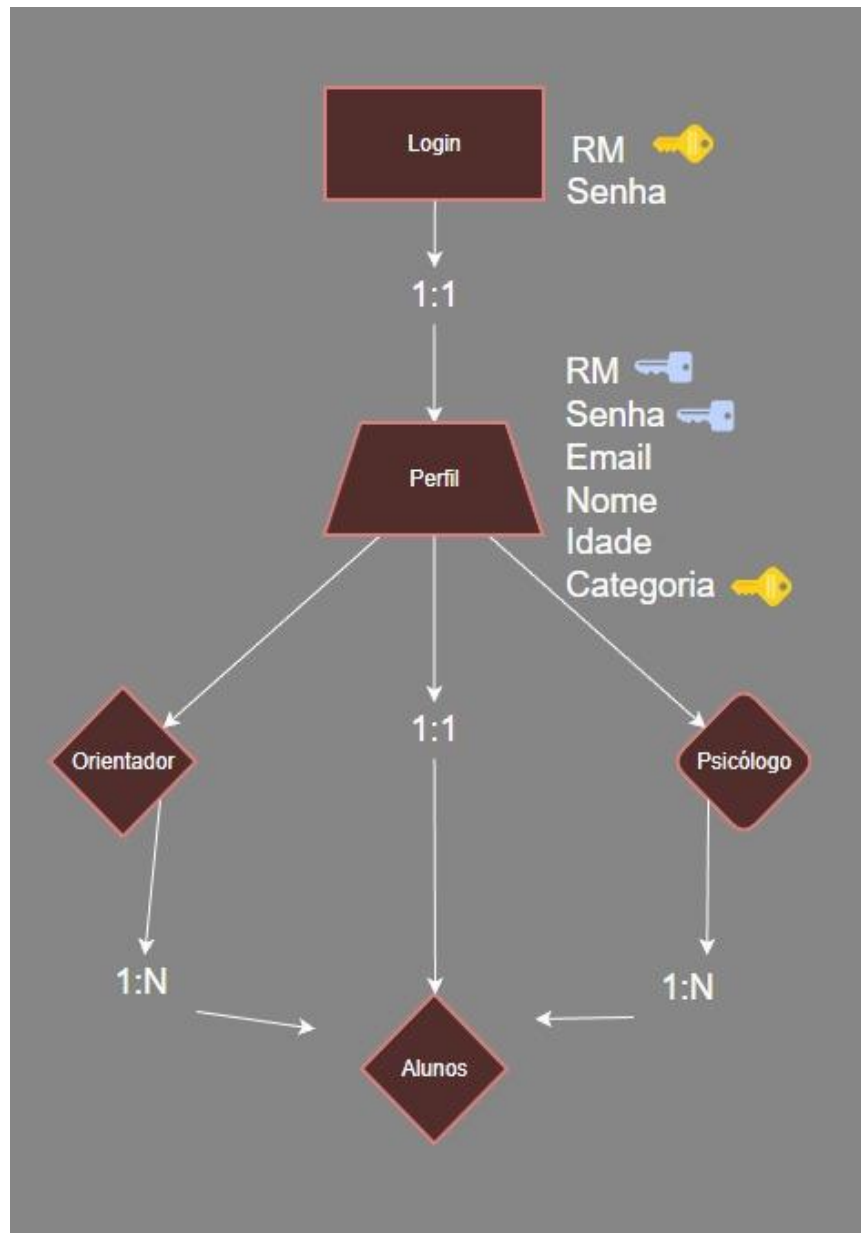 Login
RM
Senha
1:1
RM
Senha
Email
Nome
Idade
Categoria
Perfil
1:1
Orientador
Psicólogo
1:N
1:N
Alunos